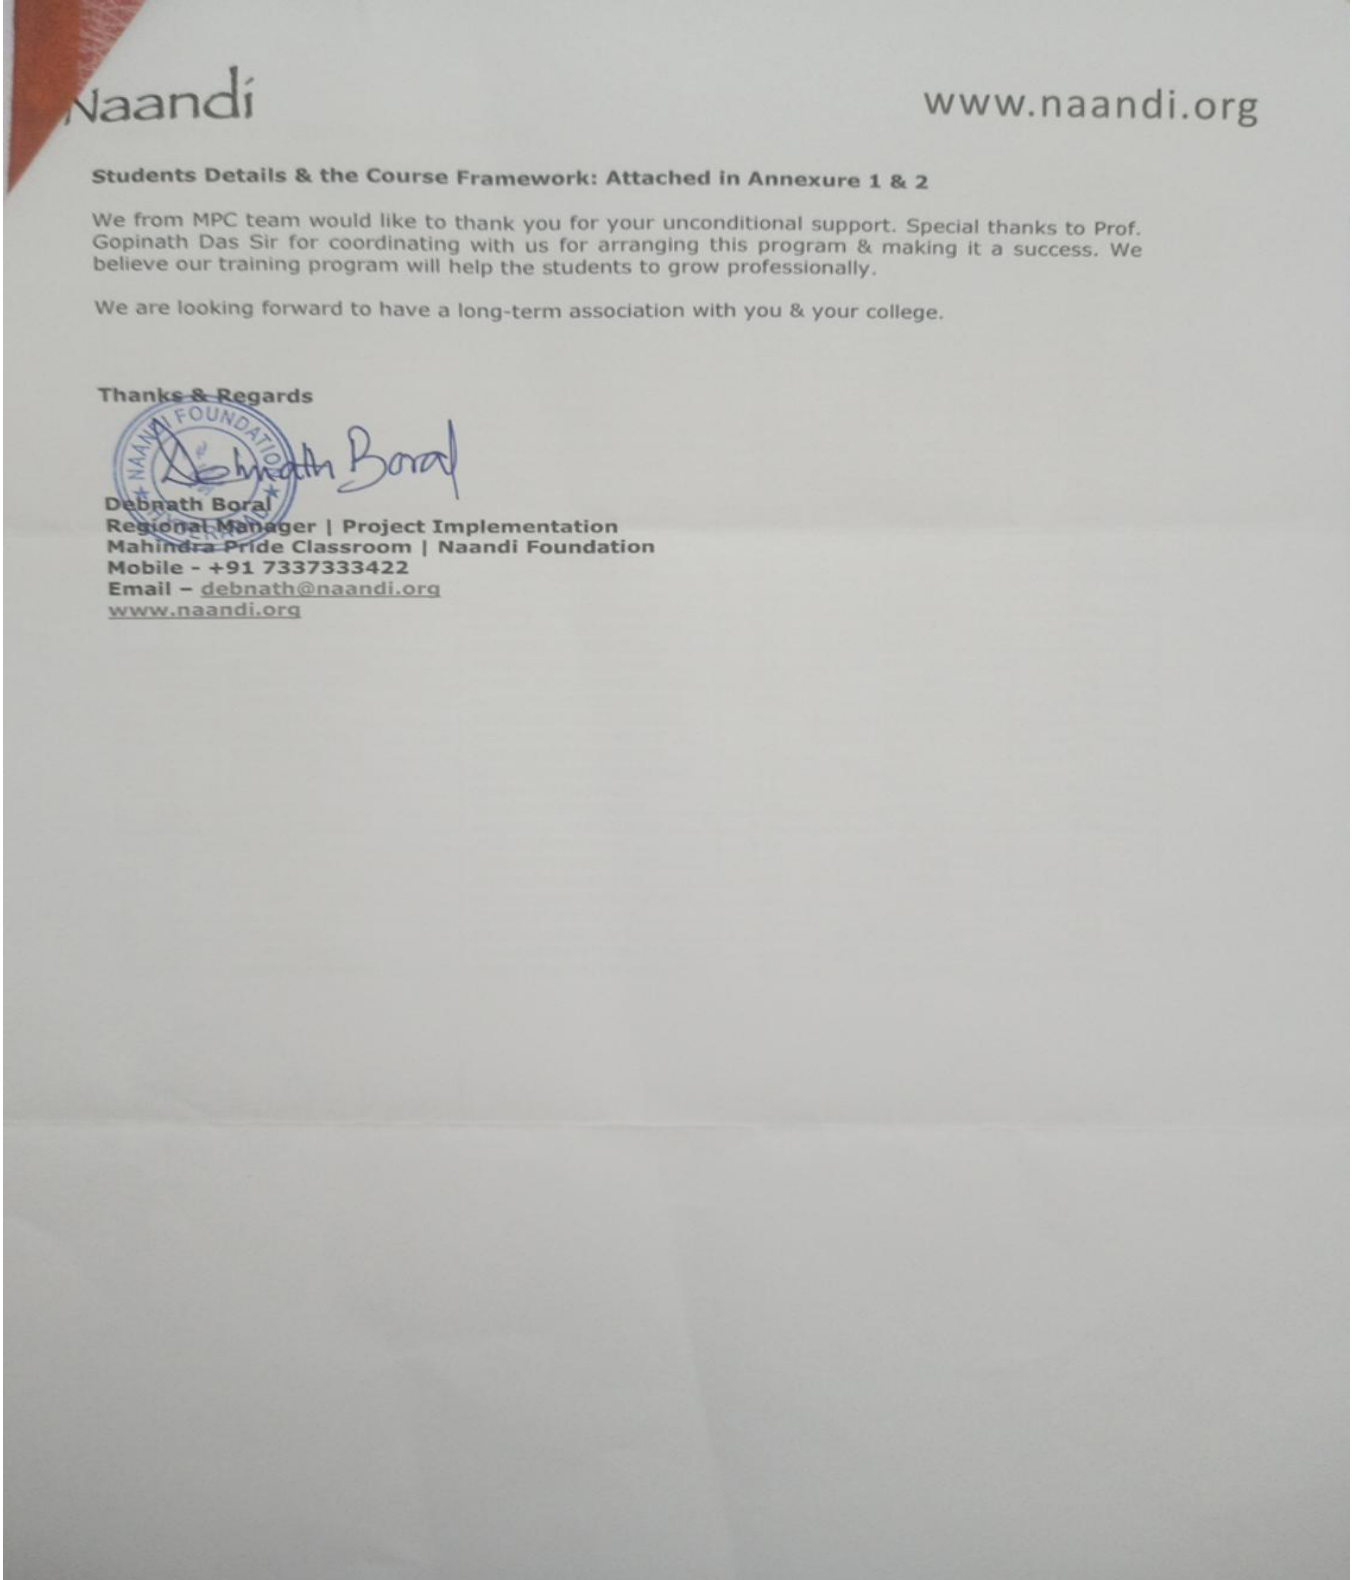 Naandi
www.naandi.org
Students Details & the Course Framework: Attached in Annexure 1 & 2
We from MPC team would like to thank you for your unconditional support. Special thanks to Prof.
Gopinath Das Sir for coordinating with us for arranging this program & making it a success. We
believe our training program will help the students to grow professionally.
We are looking forward to have a long-term association with you & your college.
Thanks & Regards
NAANDI FOUNDATION
HYDERABAD
Debnath Boral
Debnath Boral
Regional Manager | Project Implementation
Mahindra Pride Classroom | Naandi Foundation
Mobile - +91 7337333422
Email – debnath@naandi.org
www.naandi.org